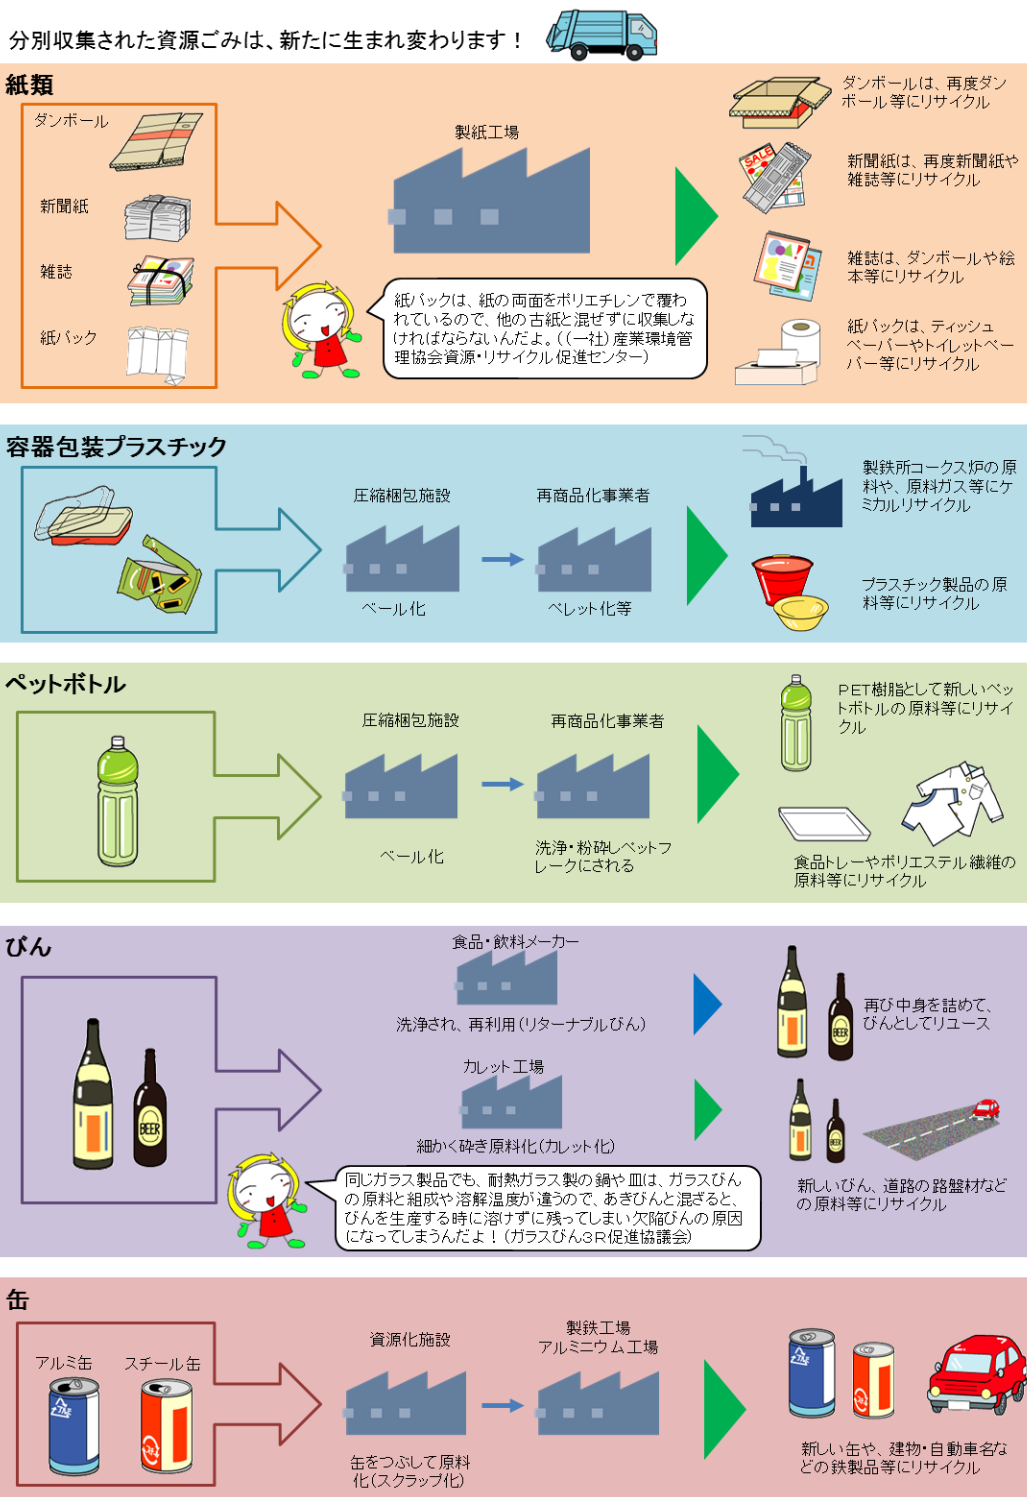 分別収集された資源ごみは、新たに生まれ変わります！
紙類
ダンボール
新聞紙
雑誌
紙パック
製紙工場
紙パックは、紙の両面をポリエチレンで覆わ
れているので、他の古紙と混ぜずに収集しな
ければならないんだよ。（（一社）産業環境管
理協会資源・リサイクル促進センター）
ダンボールは、再度ダン
ボール等にリサイクル
SALE
新聞紙は、再度新聞紙や
雑誌等にリサイクル
雑誌は、ダンボールや絵
本等にリサイクル
紙パックは、ティッシュ
ペーパーやトイレットペー
パー等にリサイクル
容器包装プラスチック
圧縮梱包施設
ベール化
再商品化事業者
ペレット化等
製鉄所コークス炉の原
料や、原料ガス等にケ
ミカルリサイクル
プラスチック製品の原
料等にリサイクル
ペットボトル
圧縮梱包施設
ベール化
再商品化事業者
洗浄・粉砕しペットフ
レークにされる
PET樹脂として新しいペッ
トボトルの原料等にリサイ
クル
食品トレーやポリエステル繊維の
原料等にリサイクル
びん
BEER
食品・飲料メーカー
洗浄され、再利用（リターナブルびん）
カレット工場
細かく砕き原料化（カレット化）
BEER
再び中身を詰めて、
びんとしてリユース
BEER
新しいびん、道路の路盤材など
の原料等にリサイクル
同じガラス製品でも、耐熱ガラス製の鍋や皿は、ガラスびん
の原料と組成や溶解温度が違うので、あきびんと混ざると、
びんを生産する時に溶けずに残ってしまい欠陥びんの原因
になってしまうんだよ！（ガラスびん３Ｒ促進協議会）
缶
アルミ缶
スチール缶
資源化施設
缶をつぶして原料
化（スクラップ化）
製鉄工場
アルミニウム工場
新しい缶や、建物・自動車名な
どの鉄製品等にリサイクル